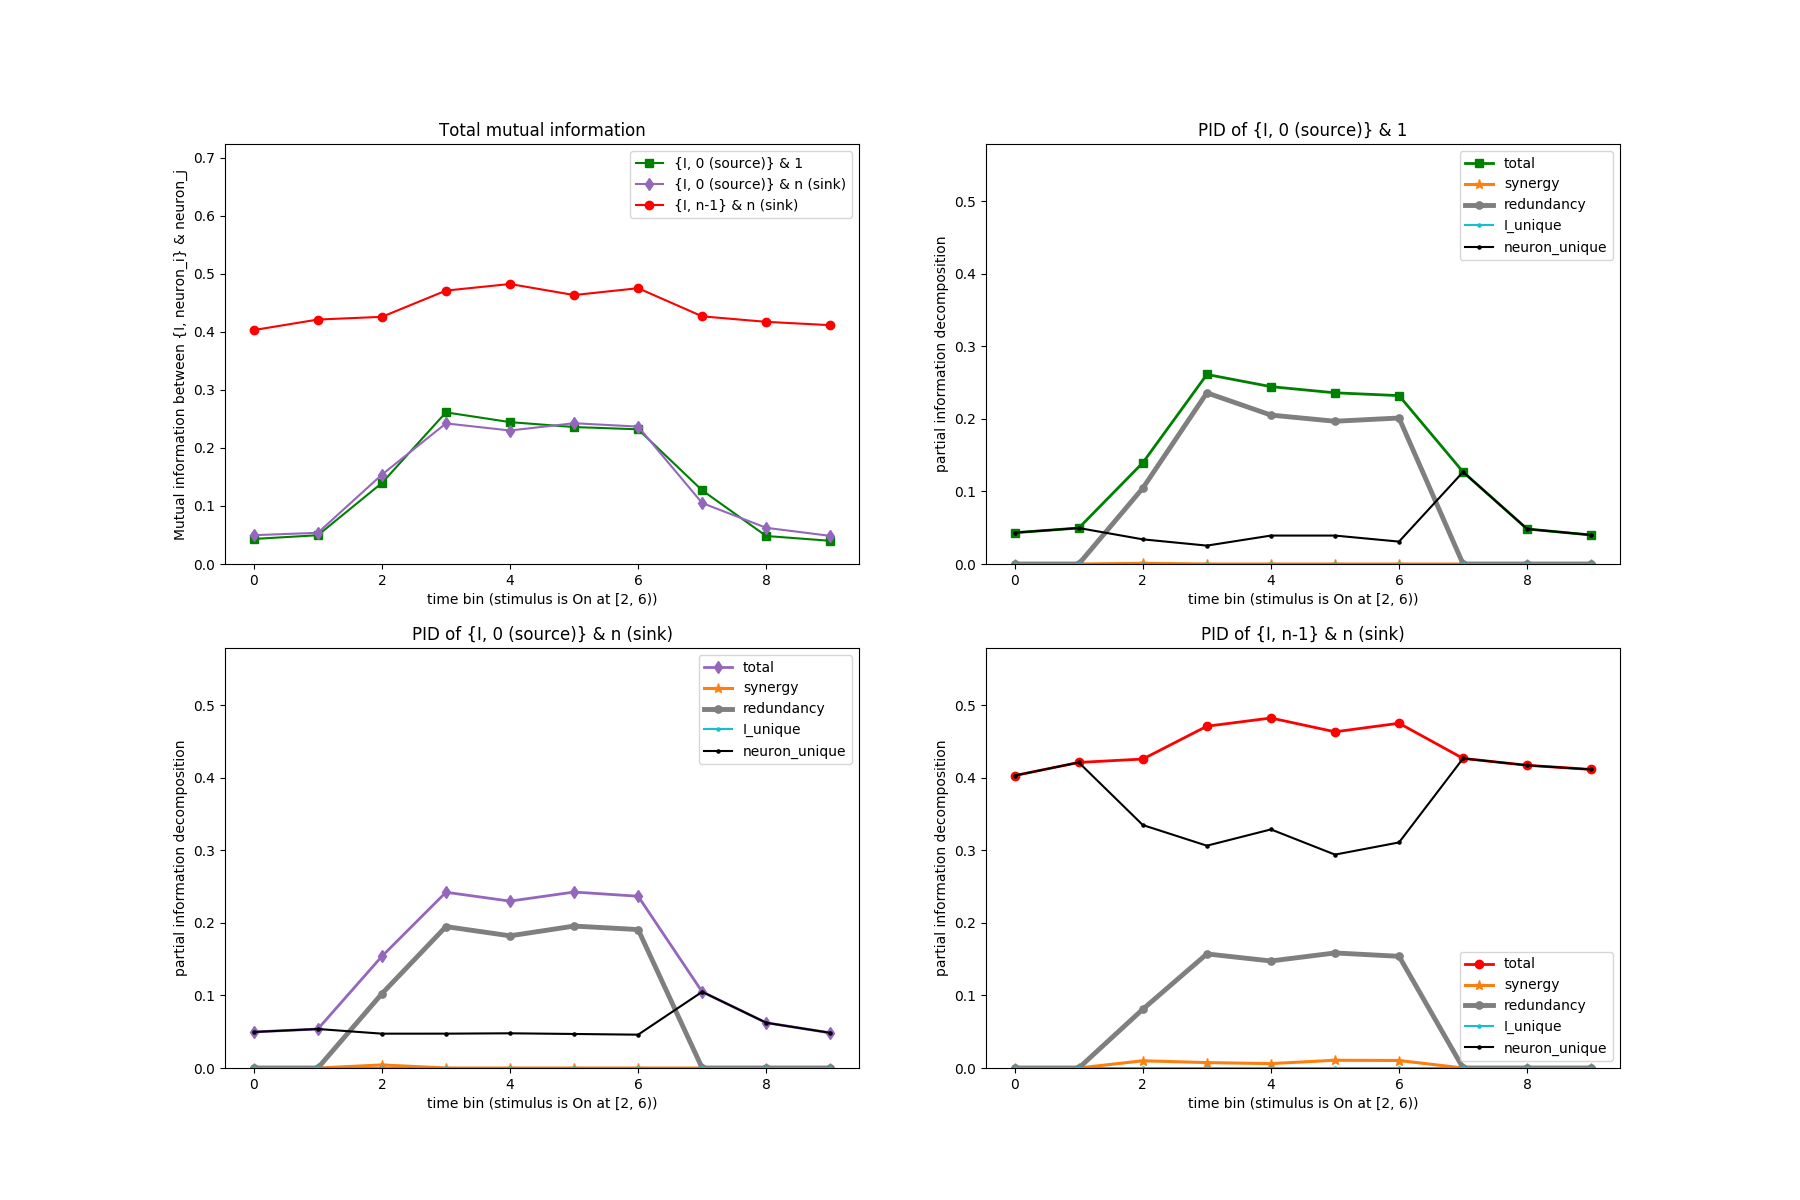 Total mutual information
Mutual information between {I, neuron_i} & neuron_j
0.7
0.6
0.5
0.4
0.3
0.2
0.1
0.0
{I, 0 (source)} & 1
{I, 0 (source)} & n (sink)
{I, n-1} & n (sink)
0 2 4 6 8
time bin (stimulus is On at [2, 6))
PID of {I, 0 (source)} & 1
partial information decomposition
0.5
0.4
0.3
0.2
0.1
0.0
total
synergy
redundancy
I_unique
neuron_unique
0 2 4 6 8
time bin (stimulus is On at [2, 6))
PID of {I, 0 (source)} & n (sink)
partial information decomposition
0.5
0.4
0.3
0.2
0.1
0.0
total
synergy
redundancy
I_unique
neuron_unique
0 2 4 6 8
time bin (stimulus is On at [2, 6))
PID of {I, n-1} & n (sink)
partial information decomposition
0.5
0.4
0.3
0.2
0.1
0.0
total
synergy
redundancy
I_unique
neuron_unique
0 2 4 6 8
time bin (stimulus is On at [2, 6))